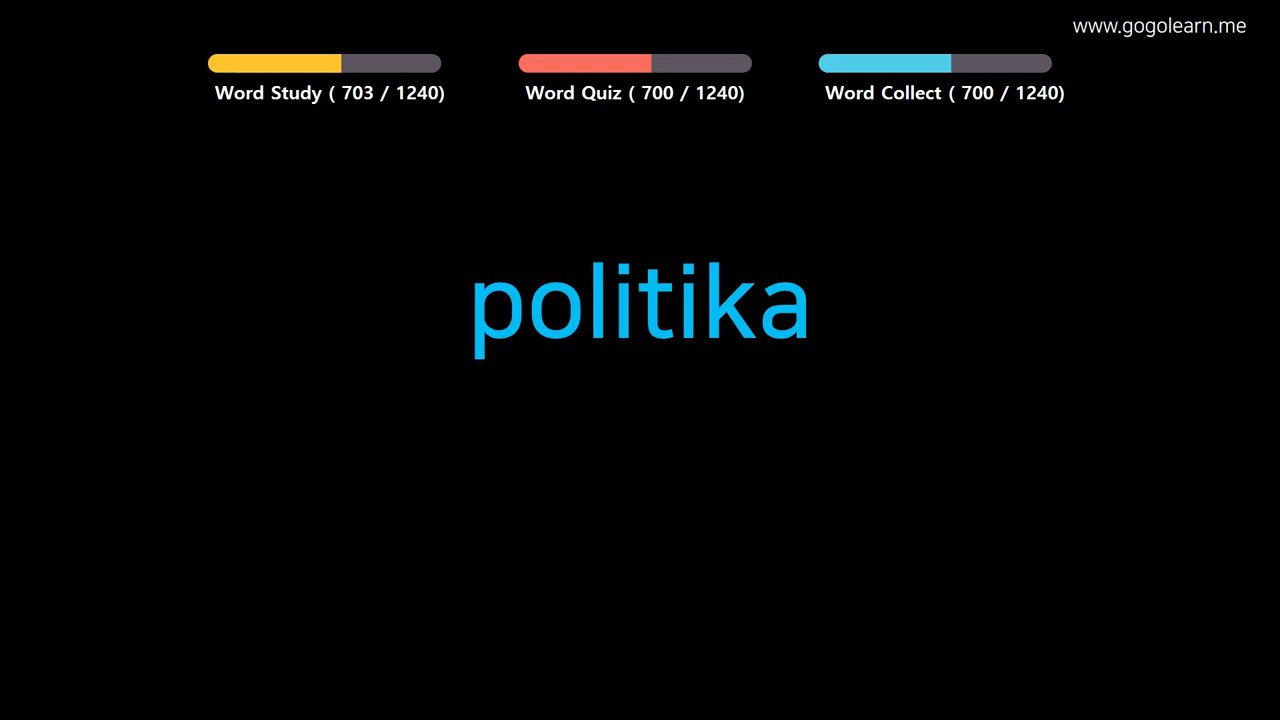 www.gogolearn.me
Word Study ( 703 / 1240)
Word Quiz ( 700 / 1240)
Word Collect ( 700 / 1240)
politika